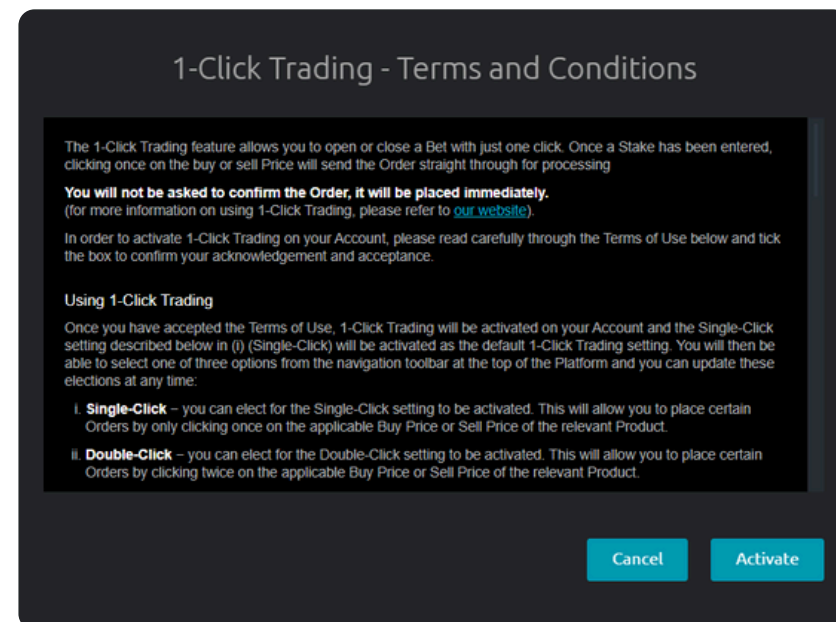 1-Click Trading - Terms and Conditions
The 1-Click Trading feature allows you to open or close a Bet with just one click. Once a Stake has been entered,
clicking once on the buy or sell Price will send the Order straight through for processing
You will not be asked to confirm the Order, it will be placed immediately.
(for more information on using 1-Click Trading, please refer to our website).
In order to activate 1-Click Trading on your Account, please read carefully through the Terms of Use below and tick
the box to confirm your acknowledgement and acceptance.
Using 1-Click Trading
Once you have accepted the Terms of Use, 1-Click Trading will be activated on your Account and the Single-Click
setting described below in (i) (Single-Click) will be activated as the default 1-Click Trading setting. You will then be
able to select one of three options from the navigation toolbar at the top of the Platform and you can update these
elections at any time:
i. Single-Click – you can elect for the Single-Click setting to be activated. This will allow you to place certain
Orders by only clicking once on the applicable Buy Price or Sell Price of the relevant Product.
ii. Double-Click – you can elect for the Double-Click setting to be activated. This will allow you to place certain
Orders by clicking twice on the applicable Buy Price or Sell Price of the relevant Product.
Cancel Activate